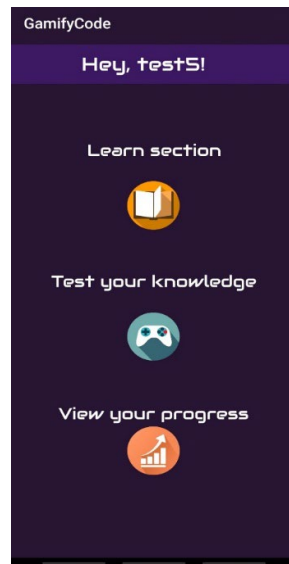 GamifyCode
Hey, test5!
Learn section
Test your knowledge
View your progress